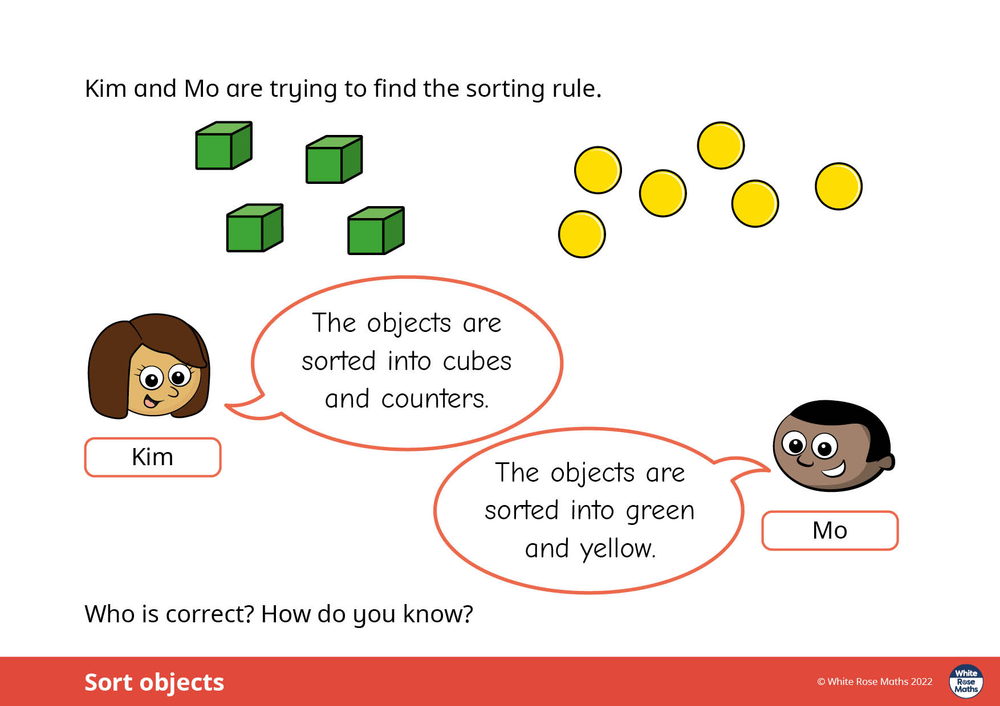 Kim and Mo are trying to find the sorting rule.
The objects are
sorted into cubes
and counters.
Kim
The objects are
sorted into green
and yellow.
Mo
Who is correct? How do you know?
Sort objects
© White Rose Maths 2022
White
Rose
Maths